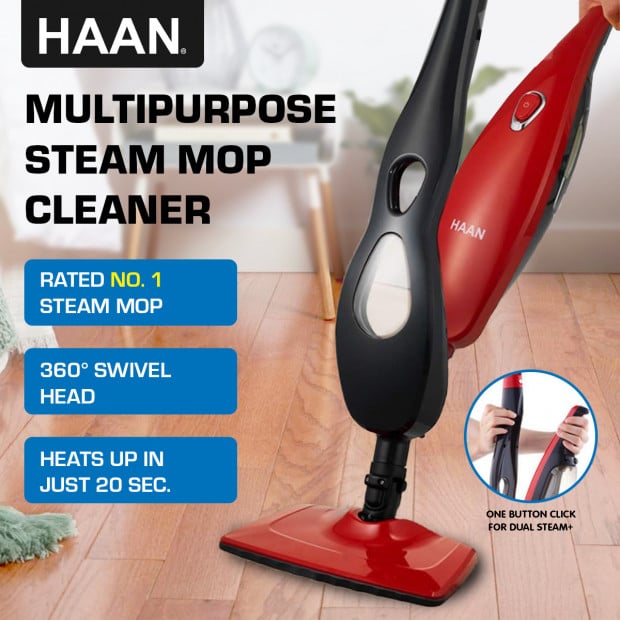 HAAN®
MULTIPURPOSE
STEAM MOP
CLEANER
RATED NO. 1
STEAM MOP
360° SWIVEL
HEAD
HEATS UP IN
JUST 20 SEC.
HAAN
ONE BUTTON CLICK
FOR DUAL STEAM+